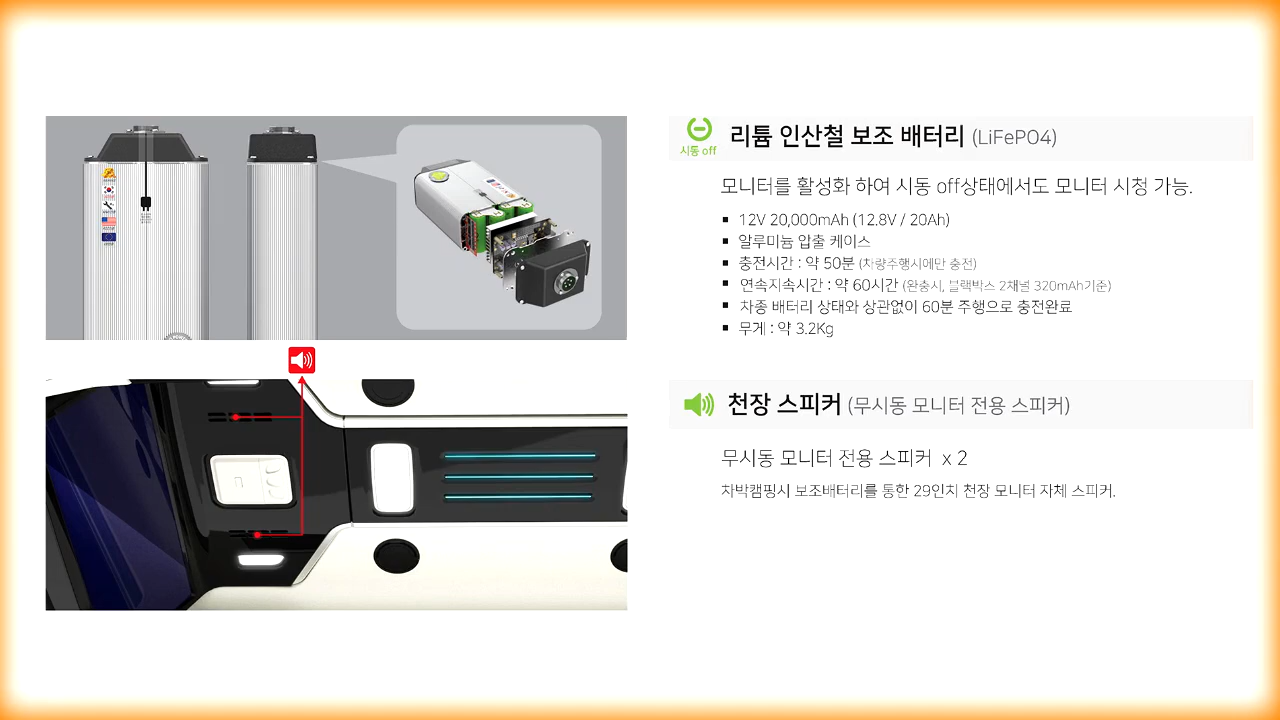 시동 off
리튬 인산철 보조 배터리 (LiFePO4)
모니터를 활성화 하여 시동 off상태에서도 모니터 시청 가능.
▪ 12V 20,000mAh (12.8V / 20Ah)
▪ 알루미늄 압출 케이스
▪ 충전시간 : 약 50분 (차량주행시에만 충전)
▪ 연속지속시간 : 약 60시간 (완충시, 블랙박스 2채널 320mAh기준)
▪ 차종 배터리 상태와 상관없이 60분 주행으로 충전완료
▪ 무게 : 약 3.2Kg
천장 스피커 (무시동 모니터 전용 스피커)
무시동 모니터 전용 스피커 x 2
차박캠핑시 보조배터리를 통한 29인치 천장 모니터 자체 스피커.